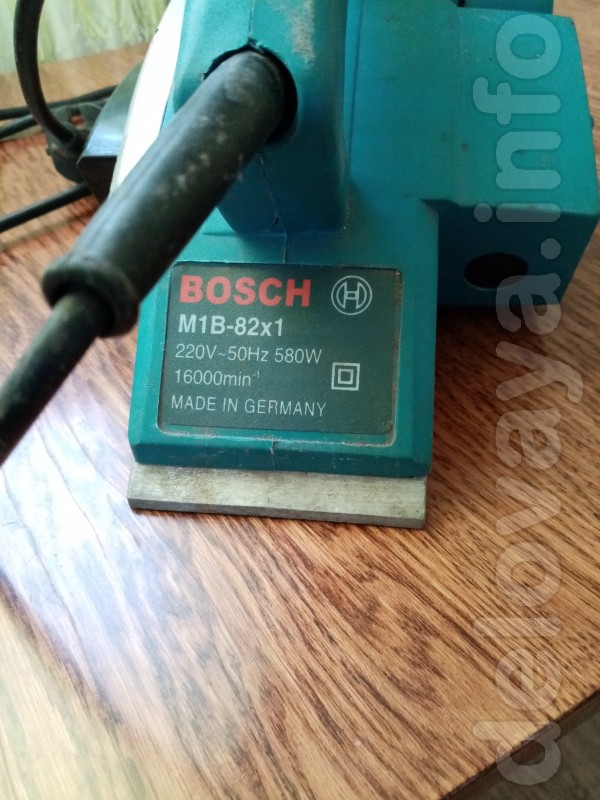 BOSCH
M1B-82x1
220V~50Hz 580W
16000min⁻¹
MADE IN GERMANY
delovaya.info